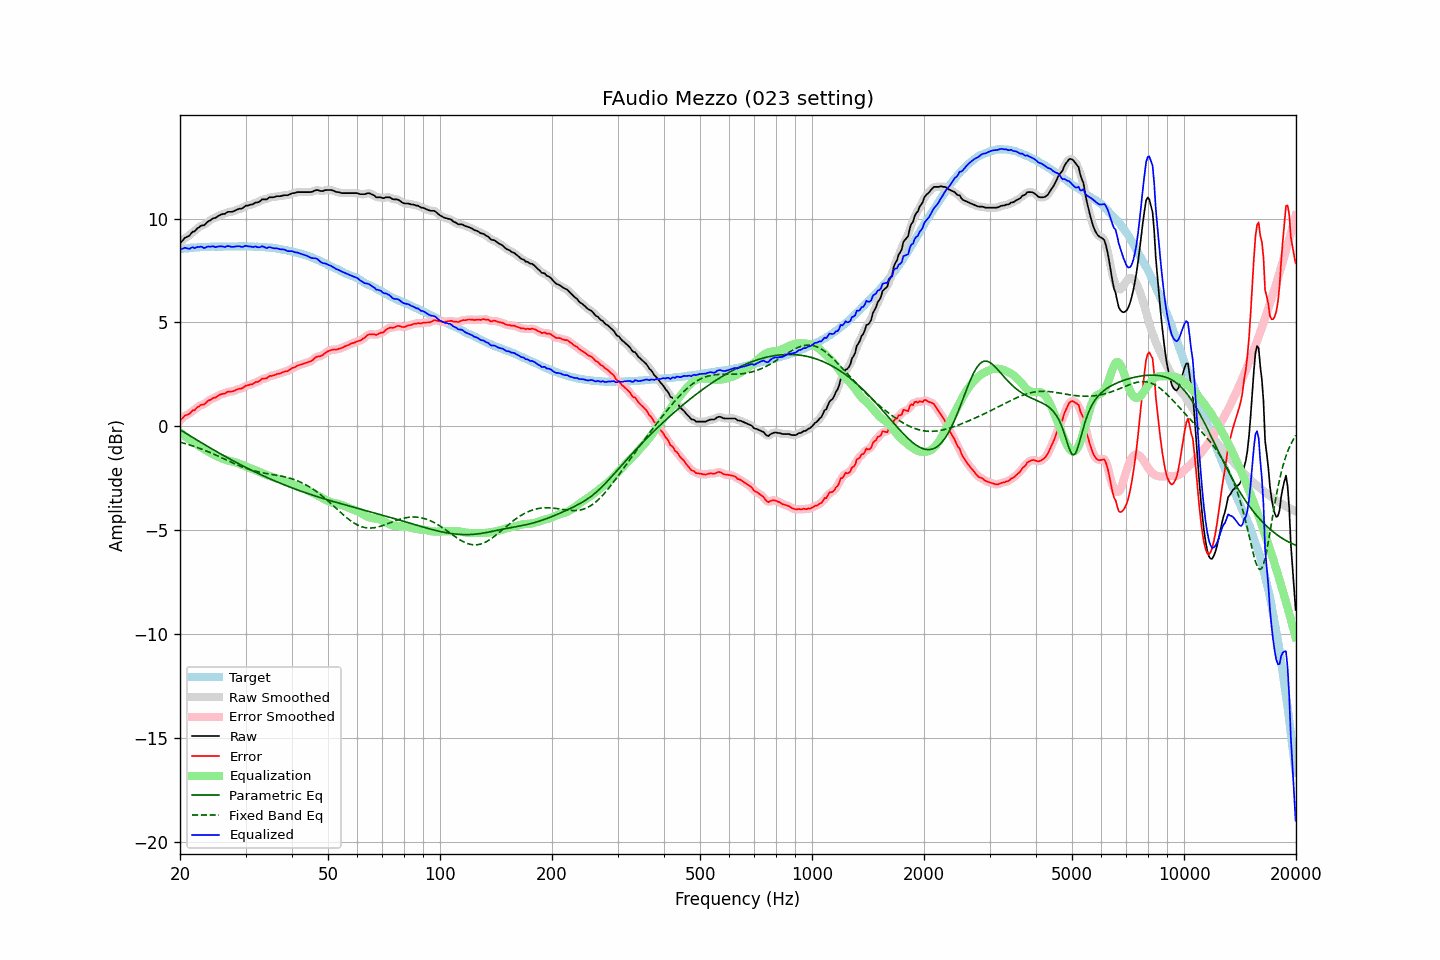 FAudio Mezzo (023 setting)
Amplitude (dBr)
10
5
0
−5
−10
−15
−20
Target
Raw Smoothed
Error Smoothed
Raw
Error
Equalization
Parametric Eq
Fixed Band Eq
Equalized
20 50 100 200 500 1000 2000 5000 10000 20000
Frequency (Hz)